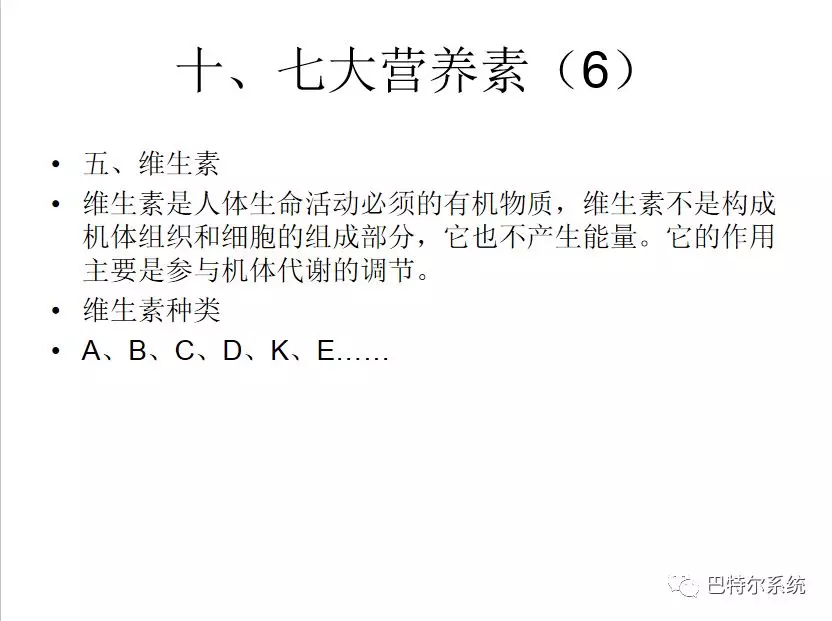 十、七大营养素（6）
• 五、维生素
• 维生素是人体生命活动必须的有机物质，维生素不是构成
机体组织和细胞的组成部分，它也不产生能量。它的作用
主要是参与机体代谢的调节。
• 维生素种类
• A、B、C、D、K、E……
巴特尔系统